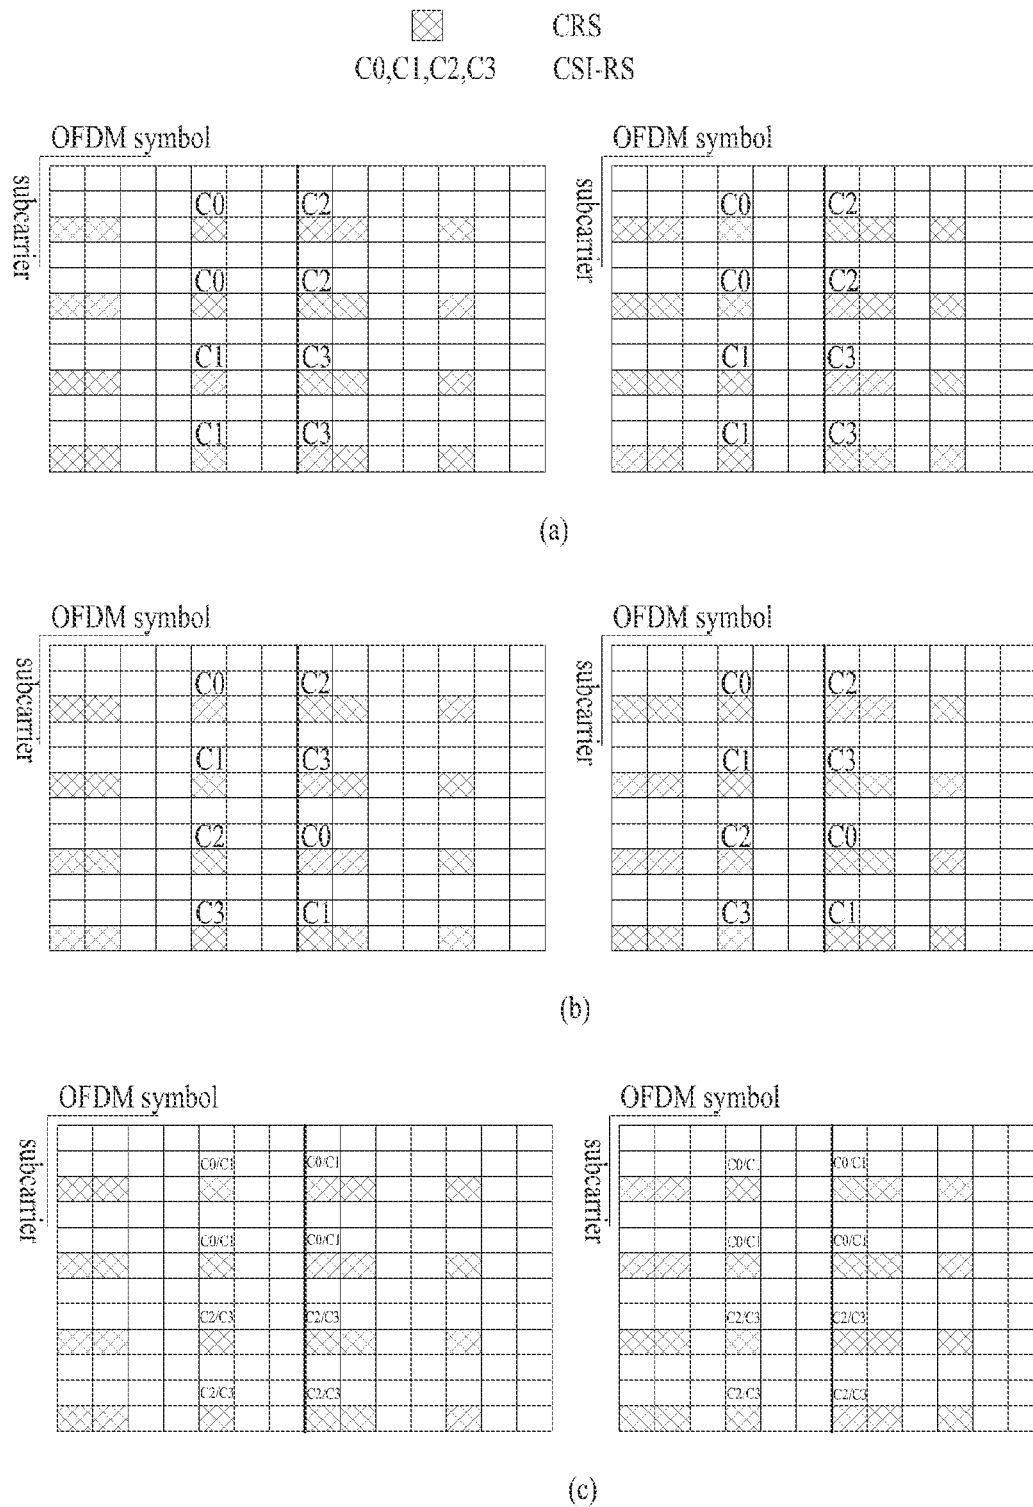 CRS
C0,C1,C2,C3 CSI-RS
OFDM symbol OFDM symbol
subcarrier subcarrier
C0 C2 C0 C2
C0 C2 C0 C2
C1 C3 C1 C3
C1 C3 C1 C3
(a)
OFDM symbol OFDM symbol
subcarrier subcarrier
C0 C2 C0 C2
C1 C3 C1 C3
C2 C0 C2 C0
C3 C1 C3 C1
(b)
OFDM symbol OFDM symbol
subcarrier subcarrier
C0/C1 C0/C1 C0/C1 C0/C1
C0/C1 C0/C1 C0/C1 C0/C1
C2/C3 C2/C3 C2/C3 C2/C3
C2/C3 C2/C3 C2/C3 C2/C3
(c)